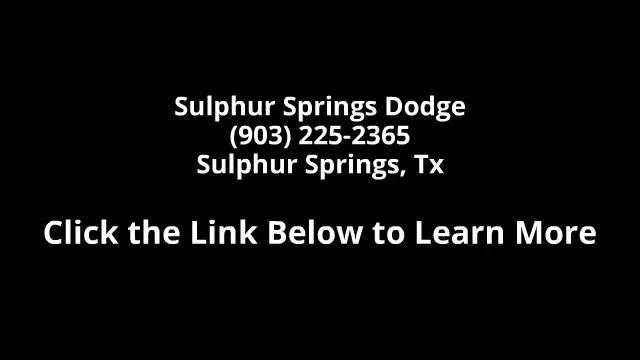 Sulphur Springs Dodge
(903) 225-2365
Sulphur Springs, Tx
Click the Link Below to Learn More